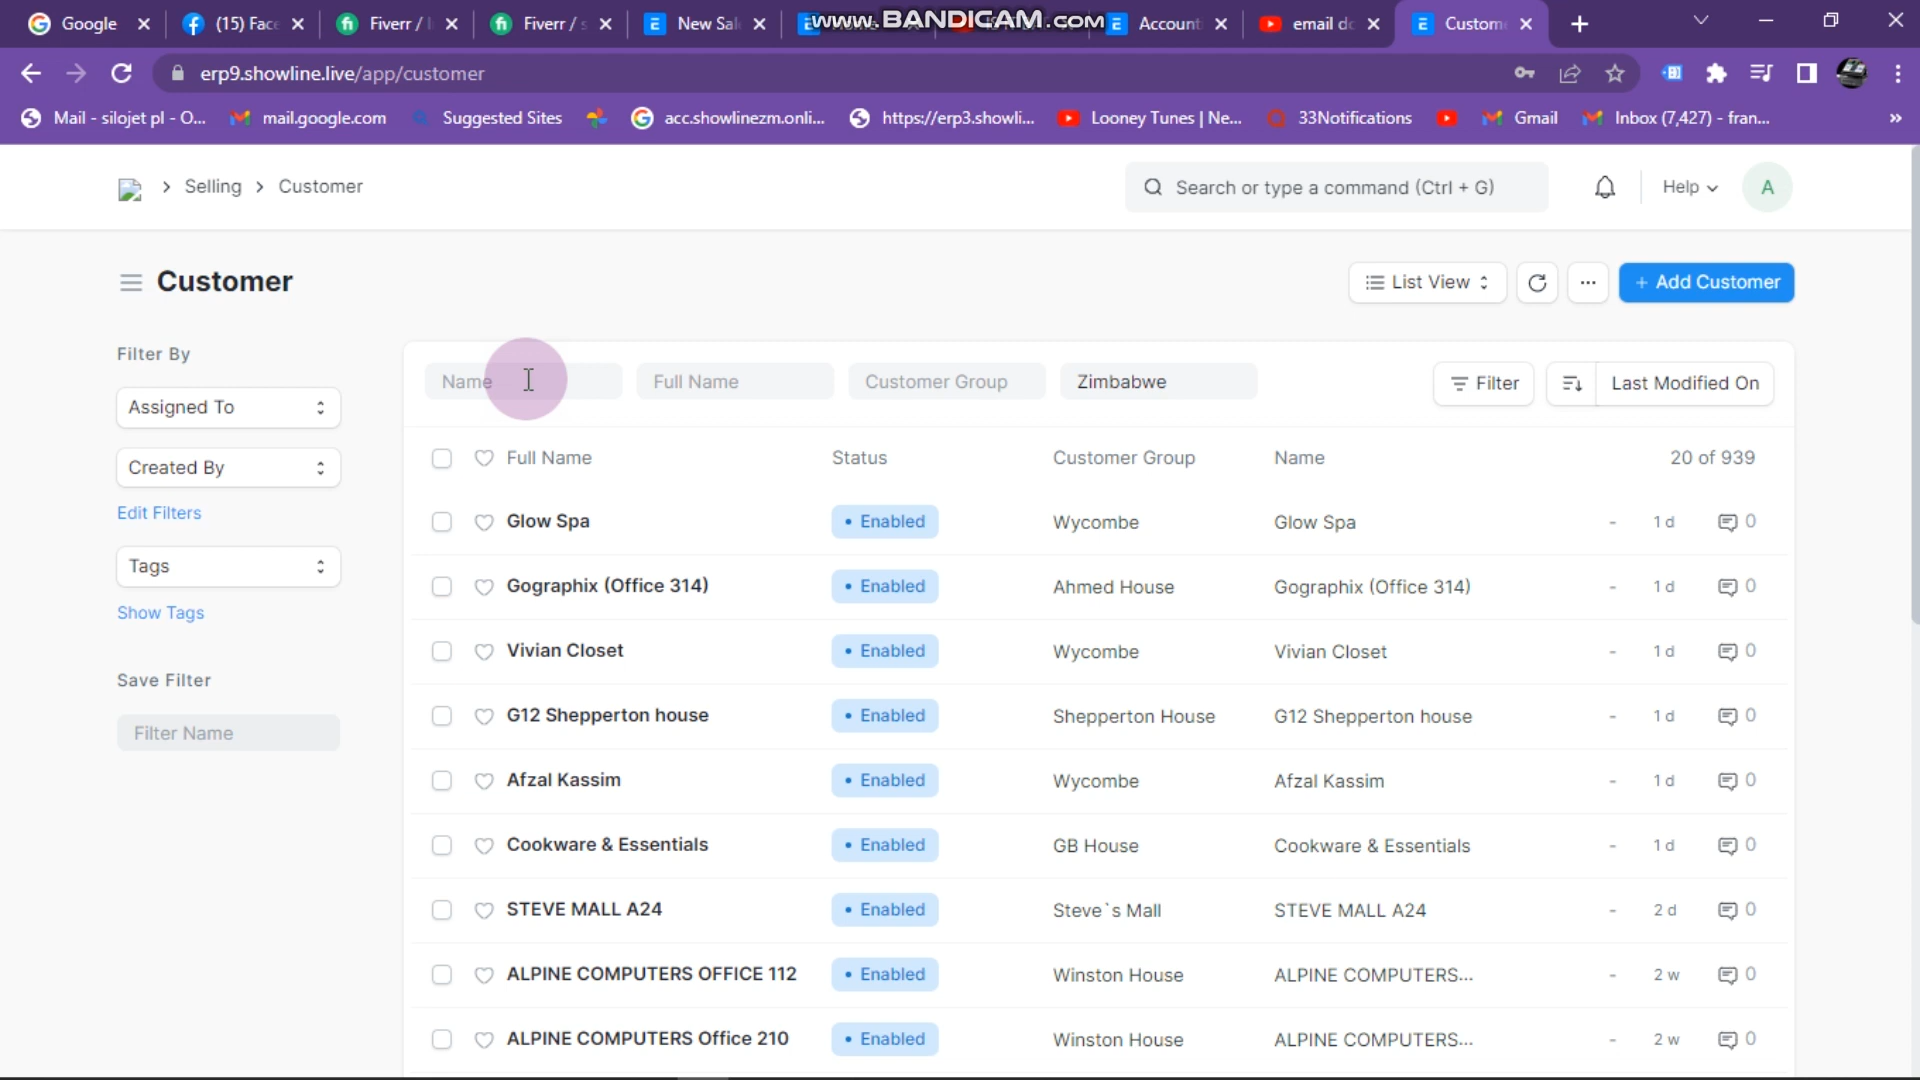 Google
(15) Fac
Fiverr / I
Fiverr / s
New Sal
Account
email do
Custom
www.BANDICAM.com
erp9.showline.live/app/customer
Mail - silojet pl - O...
mail.google.com
Suggested Sites
acc.showlinezm.onli...
https://erp3.showli...
Looney Tunes | Ne...
33Notifications
Gmail
Inbox (7,427) - fran...
»
Selling
Customer
Search or type a command (Ctrl + G)
Help
A
Customer
List View
...
+ Add Customer
Filter By
Assigned To
Created By
Edit Filters
Tags
Show Tags
Save Filter
Filter Name
Name
Full Name
Customer Group
Zimbabwe
Filter
Last Modified On
Full Name Status Customer Group Name 20 of 939
Glow Spa • Enabled Wycombe Glow Spa - 1 d 0
Gographix (Office 314) • Enabled Ahmed House Gographix (Office 314) - 1 d 0
Vivian Closet • Enabled Wycombe Vivian Closet - 1 d 0
G12 Shepperton house • Enabled Shepperton House G12 Shepperton house - 1 d 0
Afzal Kassim • Enabled Wycombe Afzal Kassim - 1 d 0
Cookware & Essentials • Enabled GB House Cookware & Essentials - 1 d 0
STEVE MALL A24 • Enabled Steve`s Mall STEVE MALL A24 - 2 d 0
ALPINE COMPUTERS OFFICE 112 • Enabled Winston House ALPINE COMPUTERS... - 2 w 0
ALPINE COMPUTERS Office 210 • Enabled Winston House ALPINE COMPUTERS... - 2 w 0